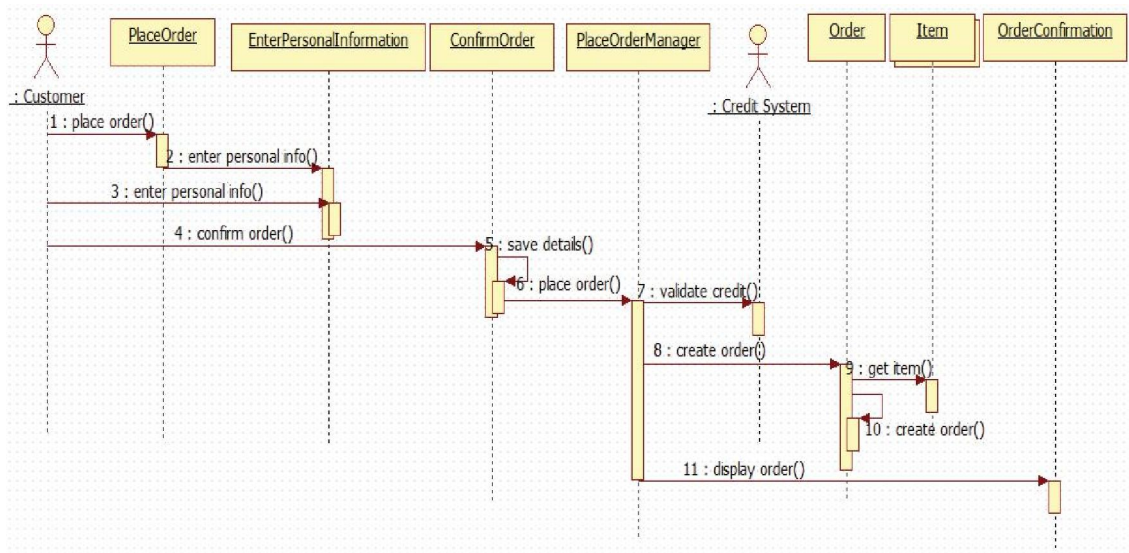 PlaceOrder
EnterPersonalInformation
ConfirmOrder
PlaceOrderManager
Order
Item
OrderConfirmation
: Customer
: Credit System
1 : place order()
2 : enter personal info()
3 : enter personal info()
4 : confirm order()
5 : save details()
6 : place order()
7 : validate credit()
8 : create order()
9 : get item()
10 : create order()
11 : display order()